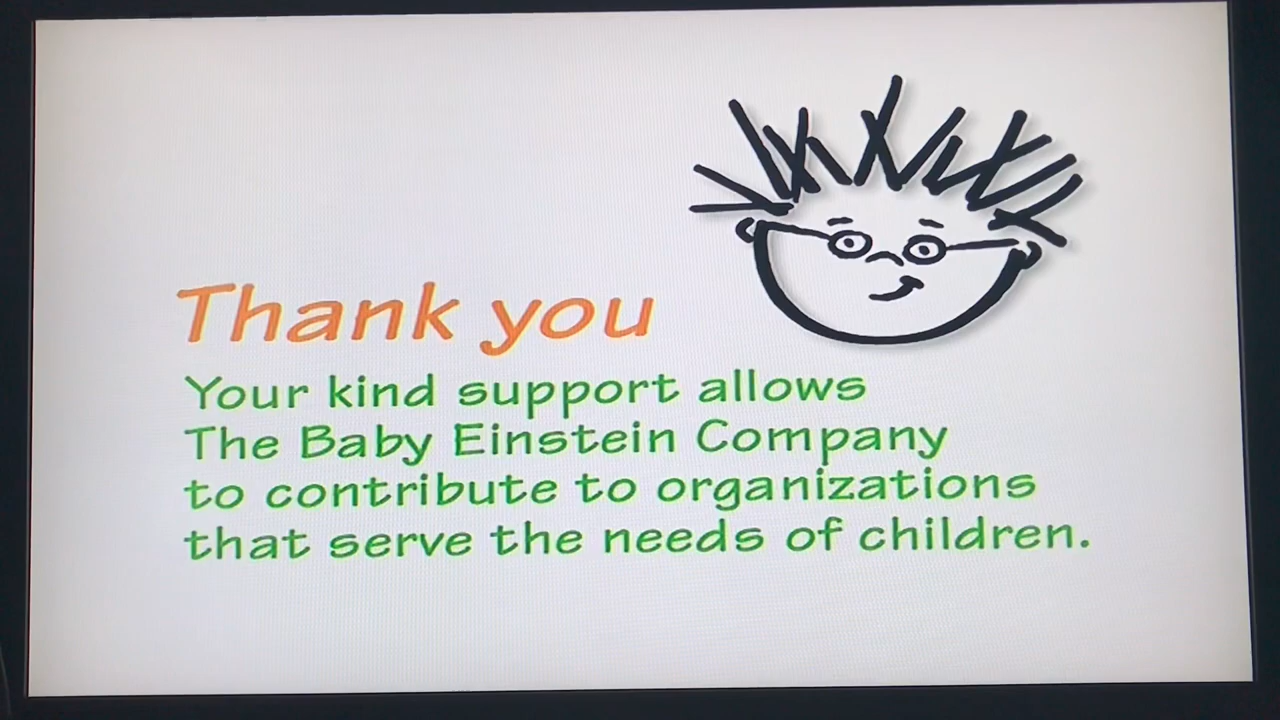 Thank you
Your kind support allows
The Baby Einstein Company
to contribute to organizations
that serve the needs of children.